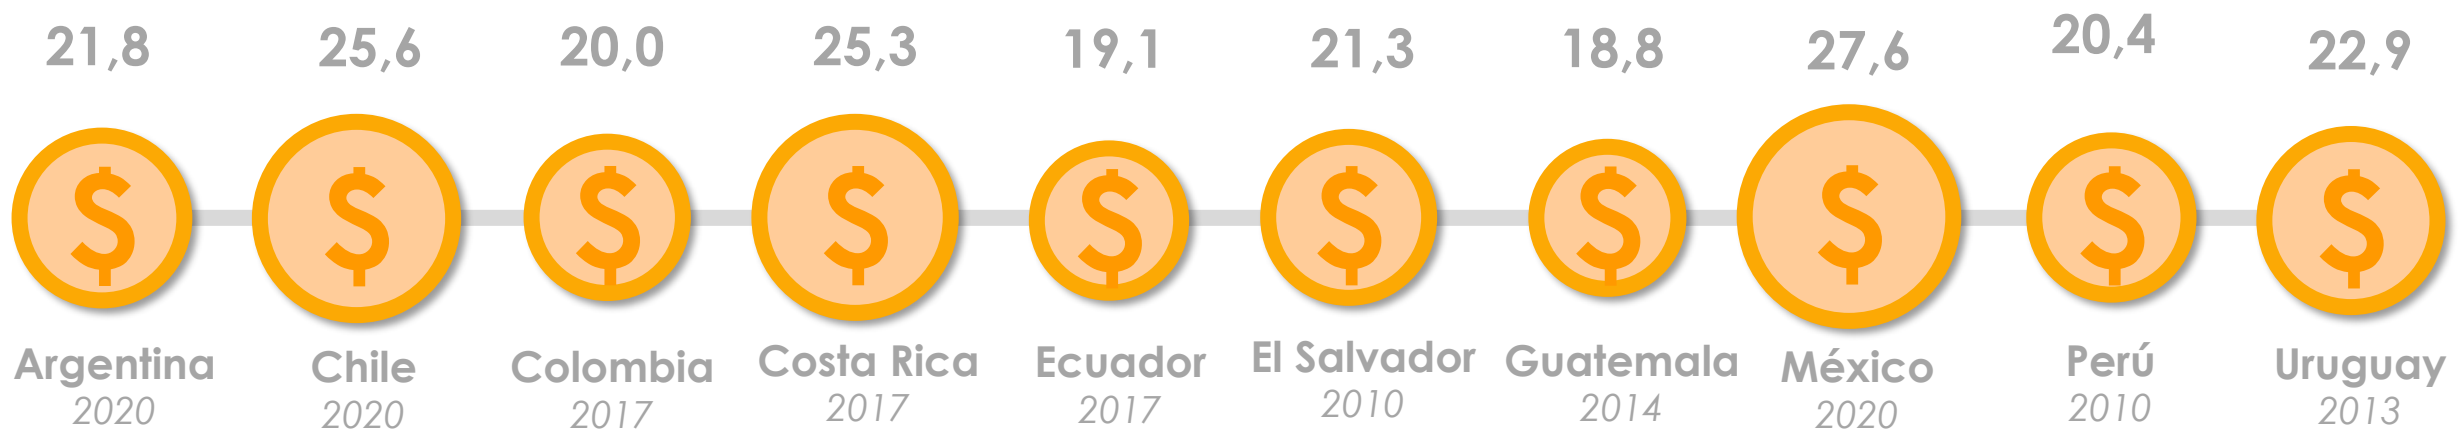 21,8 25,6 20,0 25,3 19,1 21,3 18,8 27,6 20,4 22,9
$ $ $ $ $ $ $ $ $ $
Argentina Chile Colombia Costa Rica Ecuador El Salvador Guatemala México Perú Uruguay
2020 2020 2017 2017 2017 2010 2014 2020 2010 2013